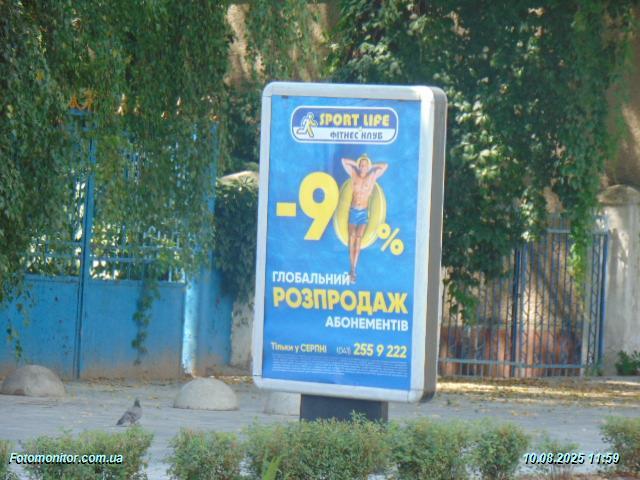 SPORT LIFE
ФІТНЕС КЛУБ
-90%
ГЛОБАЛЬНИЙ
РОЗПРОДАЖ
АБОНЕМЕНТІВ
Тільки у СЕРПНІ (043) 255 9 222
Fotomonitor.com.ua
10.08.2025 11:59